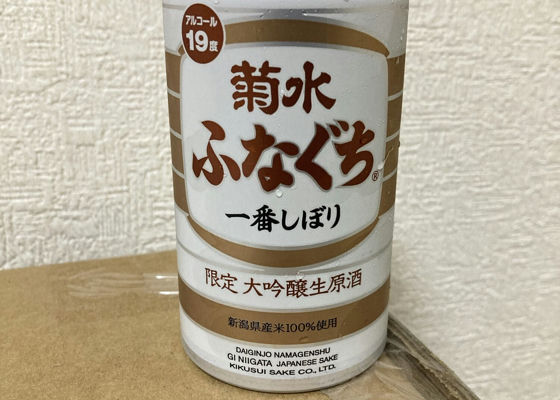 アルコール
19度
菊水
ふなぐち®
一番しぼり
限定 大吟醸生原酒
新潟県産米100%使用
DAIGINJO NAMAGENSHU
GI NIIGATA JAPANESE SAKE
KIKUSUI SAKE CO., LTD.